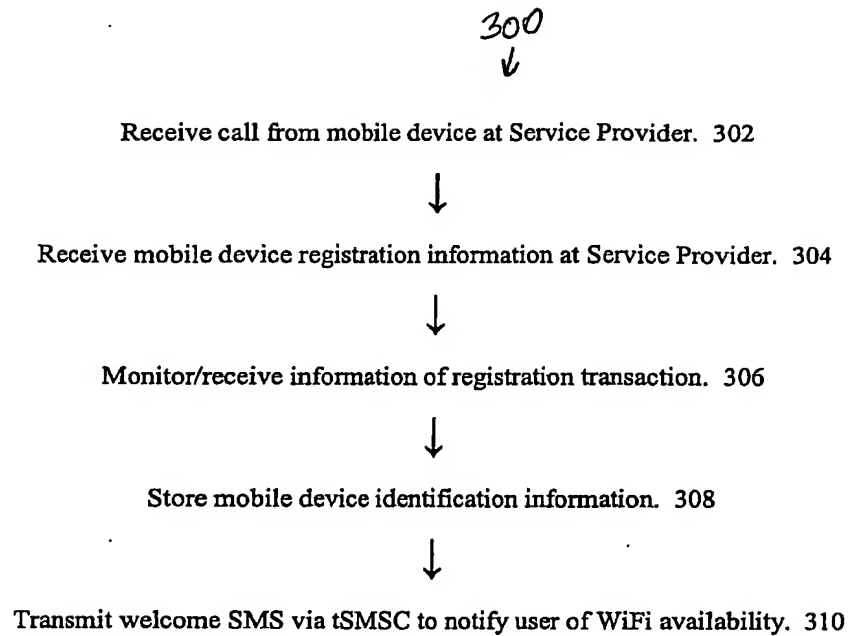 300
Receive call from mobile device at Service Provider. 302
Receive mobile device registration information at Service Provider. 304
Monitor/receive information of registration transaction. 306
Store mobile device identification information. 308
Transmit welcome SMS via tSMSC to notify user of WiFi availability. 310